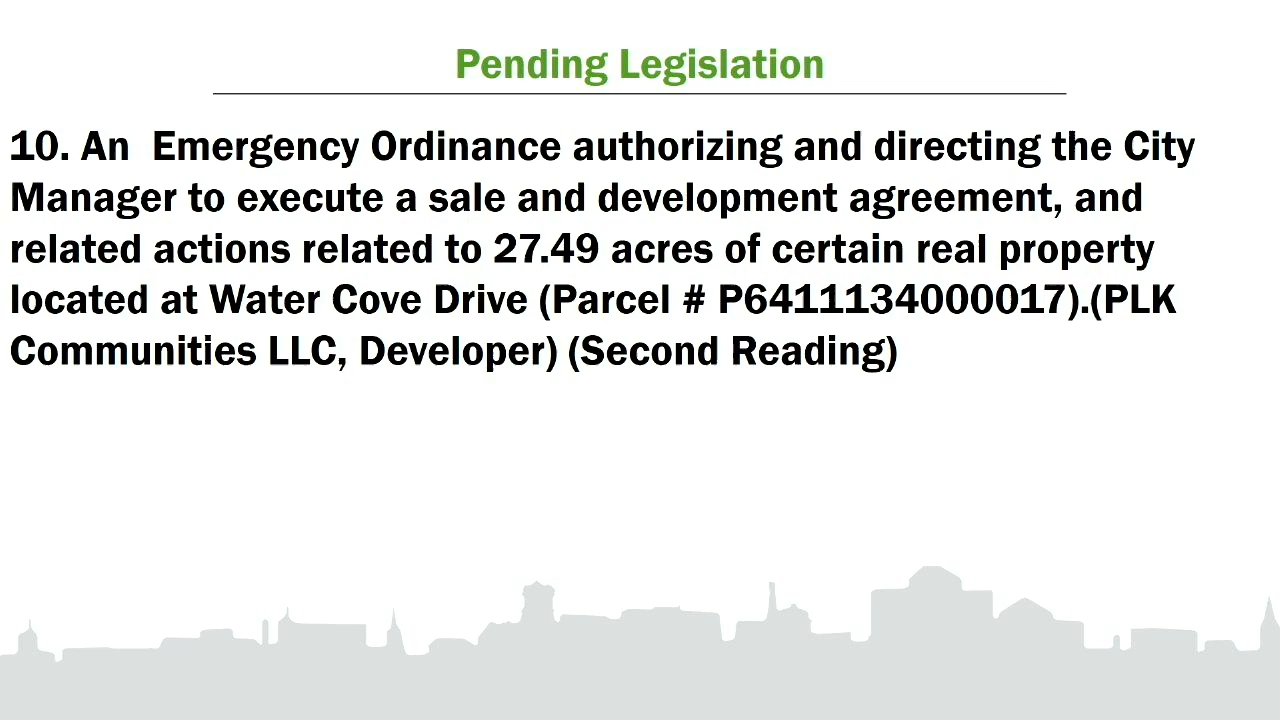 Pending Legislation
10. An  Emergency Ordinance authorizing and directing the City
Manager to execute a sale and development agreement, and
related actions related to 27.49 acres of certain real property
located at Water Cove Drive (Parcel # P6411134000017).(PLK
Communities LLC, Developer) (Second Reading)